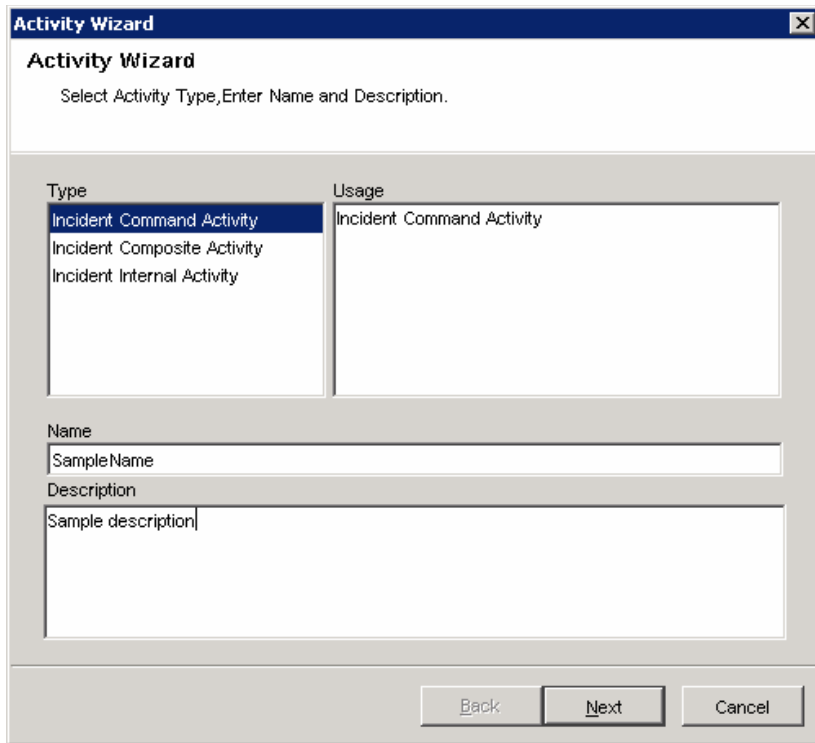 Activity Wizard
Activity Wizard
Select Activity Type,Enter Name and Description.
Type
Incident Command Activity
Incident Composite Activity
Incident Internal Activity
Usage
Incident Command Activity
Name
SampleName
Description
Sample description
Back
Next
Cancel